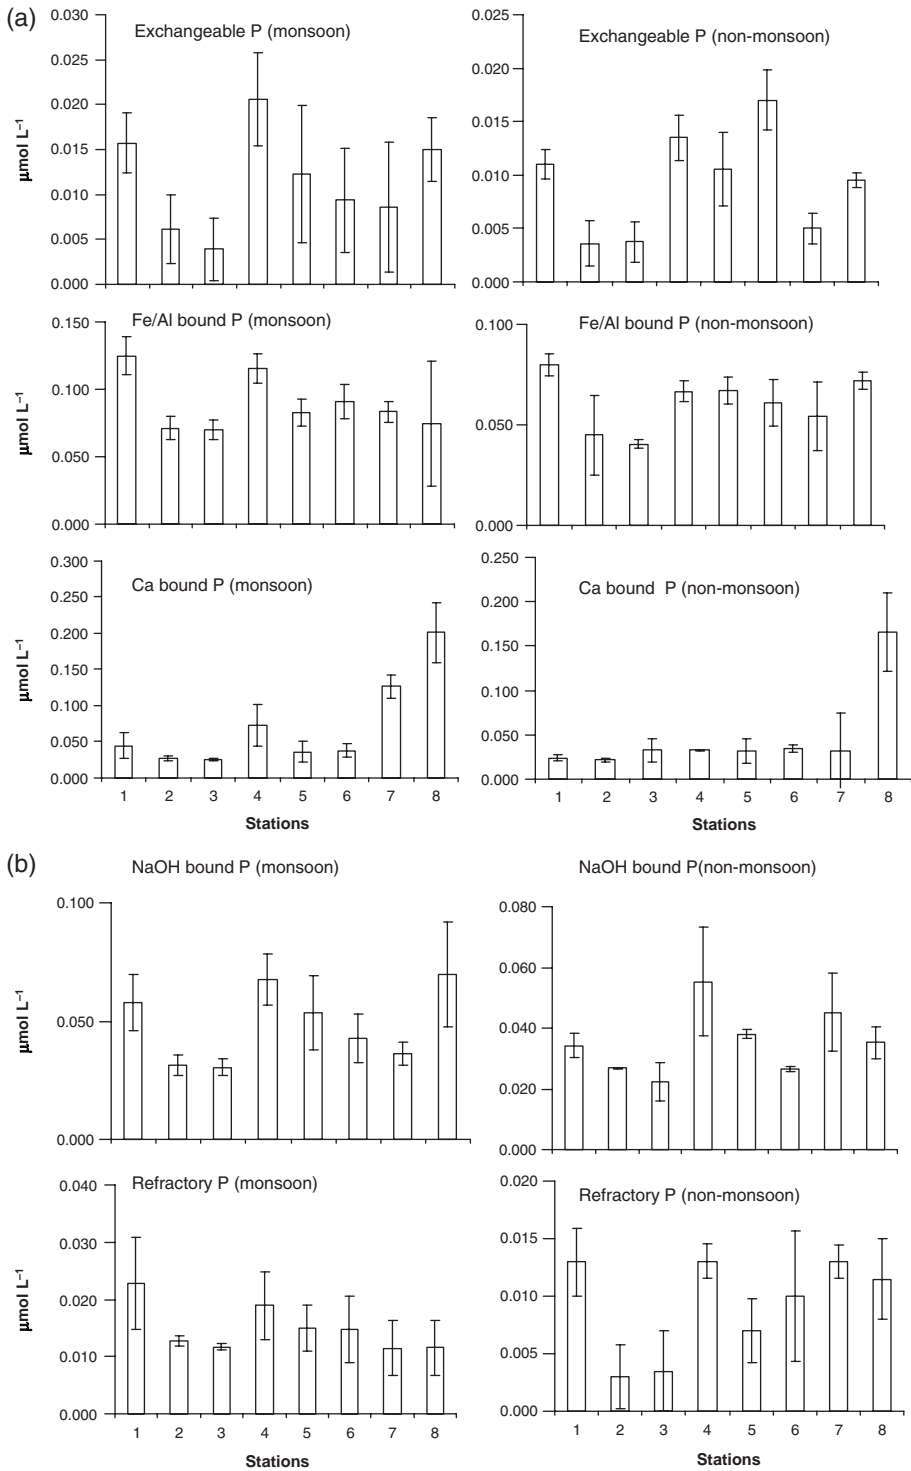 (a)
Exchangeable P (monsoon)
0.030
0.025
0.020
0.015
0.010
0.005
0.000
µmol L⁻¹
Exchangeable P (non-monsoon)
0.025
0.020
0.015
0.010
0.005
0.000
Fe/Al bound P (monsoon)
0.150
0.100
0.050
0.000
µmol L⁻¹
Fe/Al bound P (non-monsoon)
0.100
0.050
0.000
Ca bound P (monsoon)
0.300
0.250
0.200
0.150
0.100
0.050
0.000
µmol L⁻¹
1 2 3 4 5 6 7 8
Stations
Ca bound P (non-monsoon)
0.250
0.200
0.150
0.100
0.050
0.000
1 2 3 4 5 6 7 8
Stations
(b)
NaOH bound P (monsoon)
0.100
0.050
0.000
µmol L⁻¹
NaOH bound P(non-monsoon)
0.080
0.060
0.040
0.020
0.000
Refractory P (monsoon)
0.040
0.030
0.020
0.010
0.000
µmol L⁻¹
1 2 3 4 5 6 7 8
Stations
Refractory P (non-monsoon)
0.020
0.015
0.010
0.005
0.000
1 2 3 4 5 6 7 8
Stations